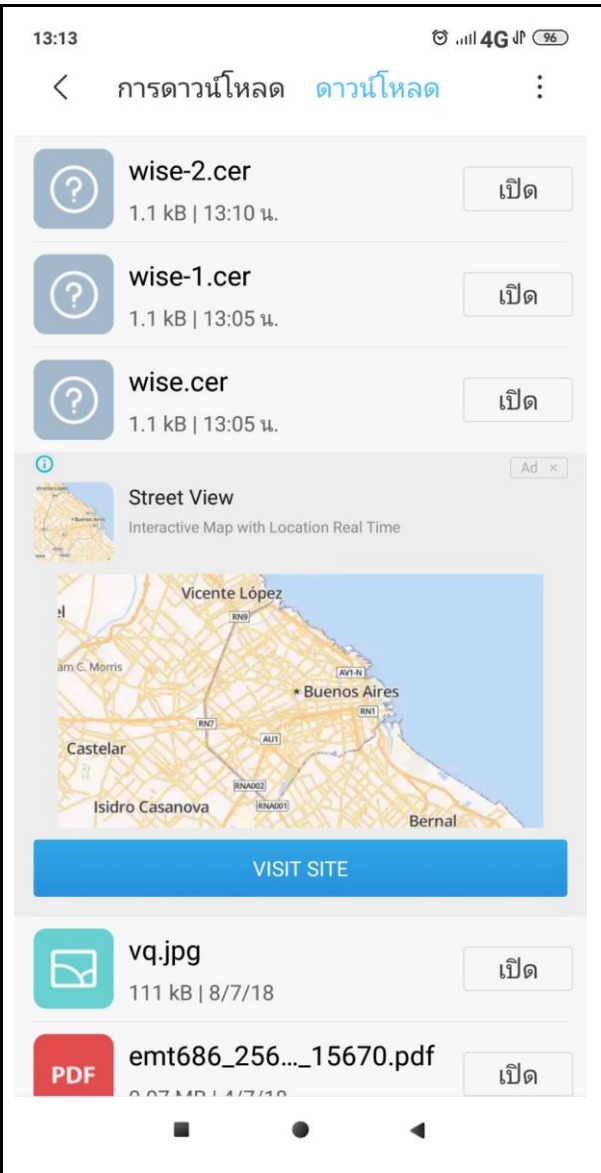 13:13 4G 96
การดาวน์โหลด ดาวน์โหลด
wise-2.cer
1.1 kB | 13:10 น.
เปิด
wise-1.cer
1.1 kB | 13:05 น.
เปิด
wise.cer
1.1 kB | 13:05 น.
เปิด
Ad ×
Street View
Interactive Map with Location Real Time
Vicente López
RN9
am C. Morris
AV1-N
Buenos Aires
RN1
RN7
AU1
Castelar
RNA002
Isidro Casanova
RNA001
Bernal
VISIT SITE
vq.jpg
111 kB | 8/7/18
เปิด
PDF
emt686_256..._15670.pdf
เปิด